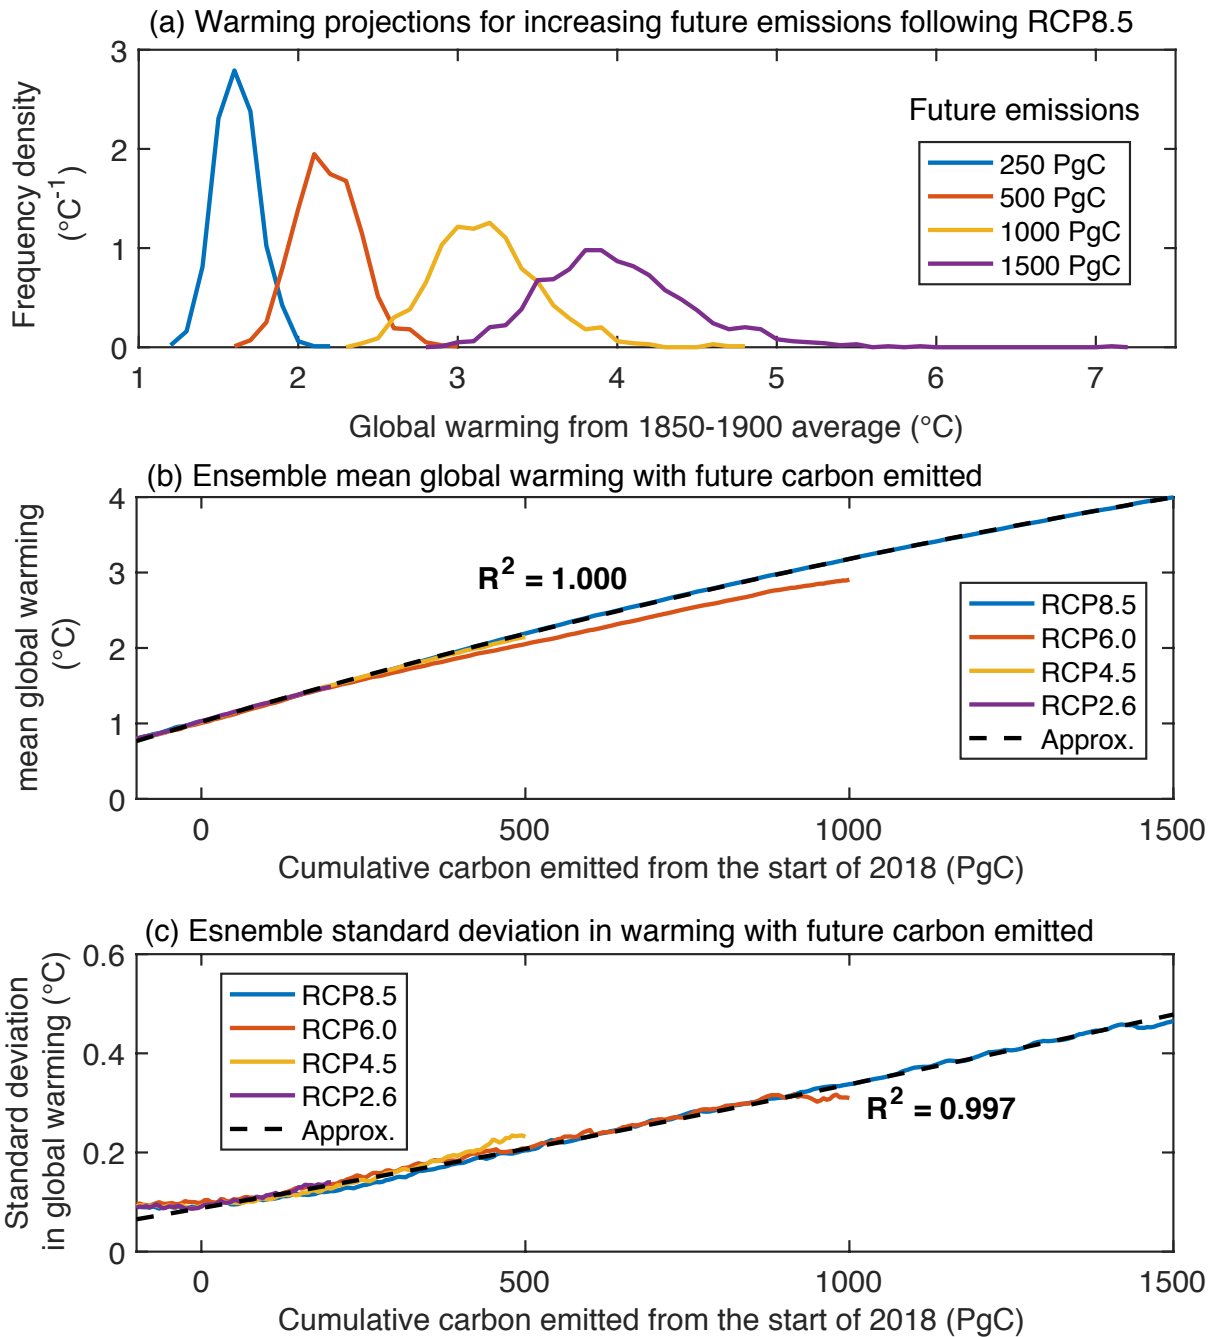 (a) Warming projections for increasing future emissions following RCP8.5
3
2
1
0
Frequency density
(°C⁻¹)
Future emissions
250 PgC
500 PgC
1000 PgC
1500 PgC
1 2 3 4 5 6 7
Global warming from 1850-1900 average (°C)
(b) Ensemble mean global warming with future carbon emitted
4
3
2
1
0
mean global warming
(°C)
R² = 1.000
RCP8.5
RCP6.0
RCP4.5
RCP2.6
Approx.
0 500 1000 1500
Cumulative carbon emitted from the start of 2018 (PgC)
(c) Esnemble standard deviation in warming with future carbon emitted
0.6
0.4
0.2
0
Standard deviation
in global warming (°C)
RCP8.5
RCP6.0
RCP4.5
RCP2.6
Approx.
R² = 0.997
0 500 1000 1500
Cumulative carbon emitted from the start of 2018 (PgC)